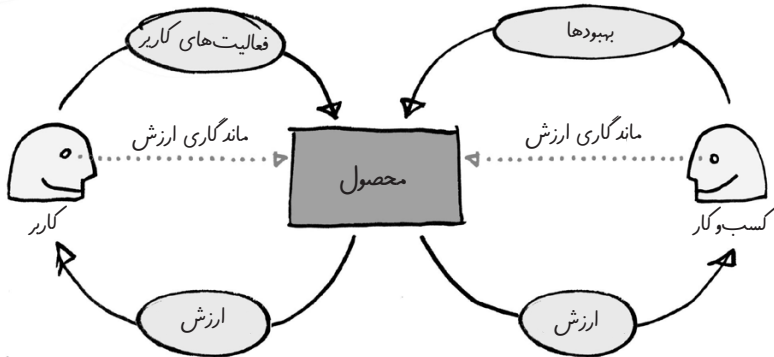 فعالیت‌های کاربر
بهبودها
ماندگاری ارزش
ماندگاری ارزش
محصول
کاربر
کسب‌وکار
ارزش
ارزش